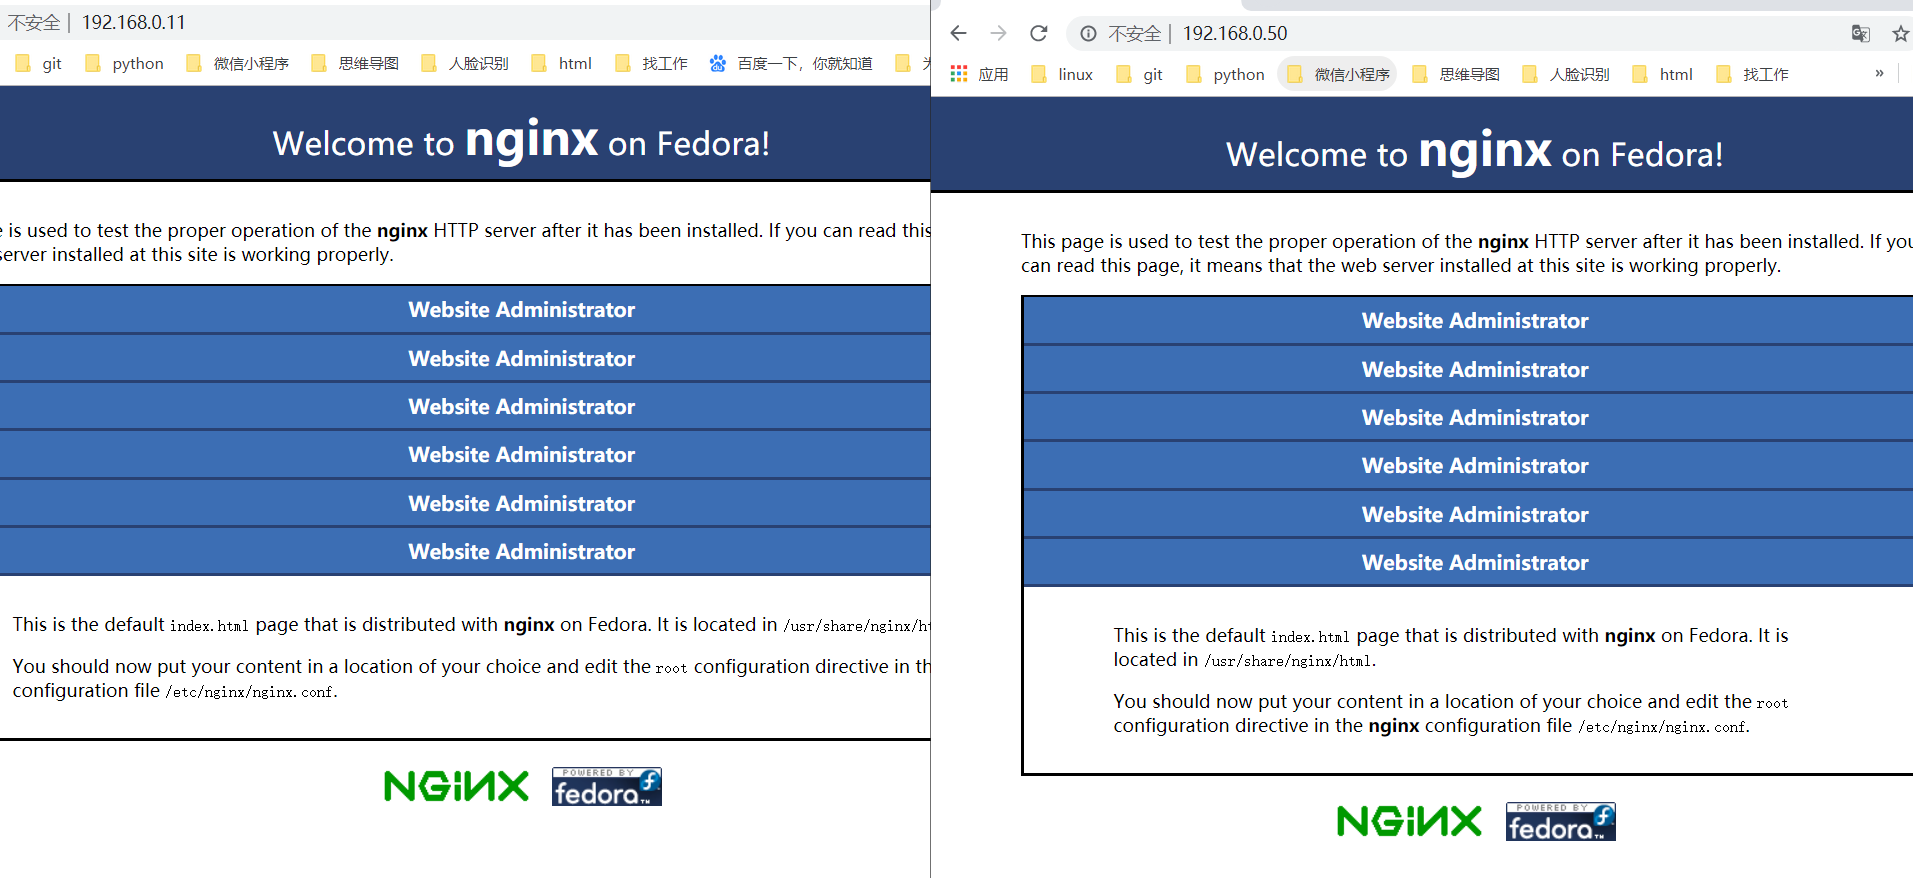 不安全 | 192.168.0.11
git python 微信小程序 思维导图 人脸识别 html 找工作 百度一下，你就知道
Welcome to nginx on Fedora!
is used to test the proper operation of the nginx HTTP server after it has been installed. If you can read this
server installed at this site is working properly.
Website Administrator
Website Administrator
Website Administrator
Website Administrator
Website Administrator
Website Administrator
This is the default index.html page that is distributed with nginx on Fedora. It is located in /usr/share/nginx/ht
You should now put your content in a location of your choice and edit the root configuration directive in th
configuration file /etc/nginx/nginx.conf.
NGINX POWERED BY fedora™
不安全 | 192.168.0.50
应用 linux git python 微信小程序 思维导图 人脸识别 html 找工作 »
Welcome to nginx on Fedora!
This page is used to test the proper operation of the nginx HTTP server after it has been installed. If you
can read this page, it means that the web server installed at this site is working properly.
Website Administrator
Website Administrator
Website Administrator
Website Administrator
Website Administrator
Website Administrator
This is the default index.html page that is distributed with nginx on Fedora. It is
located in /usr/share/nginx/html.
You should now put your content in a location of your choice and edit the root
configuration directive in the nginx configuration file /etc/nginx/nginx.conf.
NGINX POWERED BY fedora™